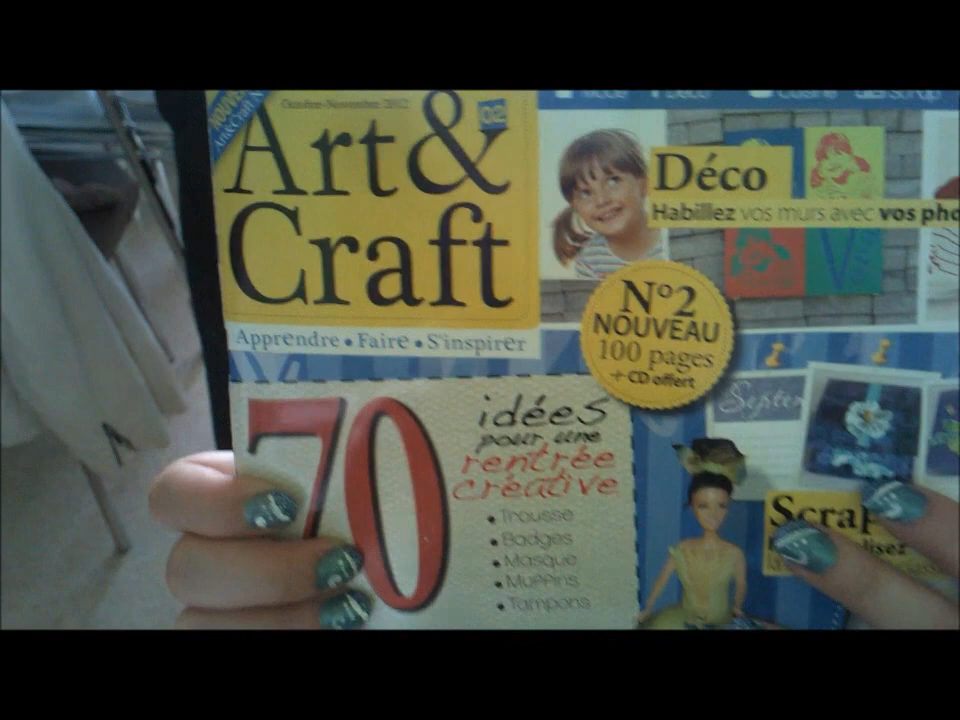 Octobre-Novembre 2012
Art&
02
Craft
Apprendre • Faire • S'inspirer
Déco
Habillez vos murs avec vos pho
N°2
NOUVEAU
100 pages
+ CD offert
70
idées
pour une
rentrée
créative
• Trousse
• Badges
• Masque
• Muffins
• Tampons
Septem
Scrap